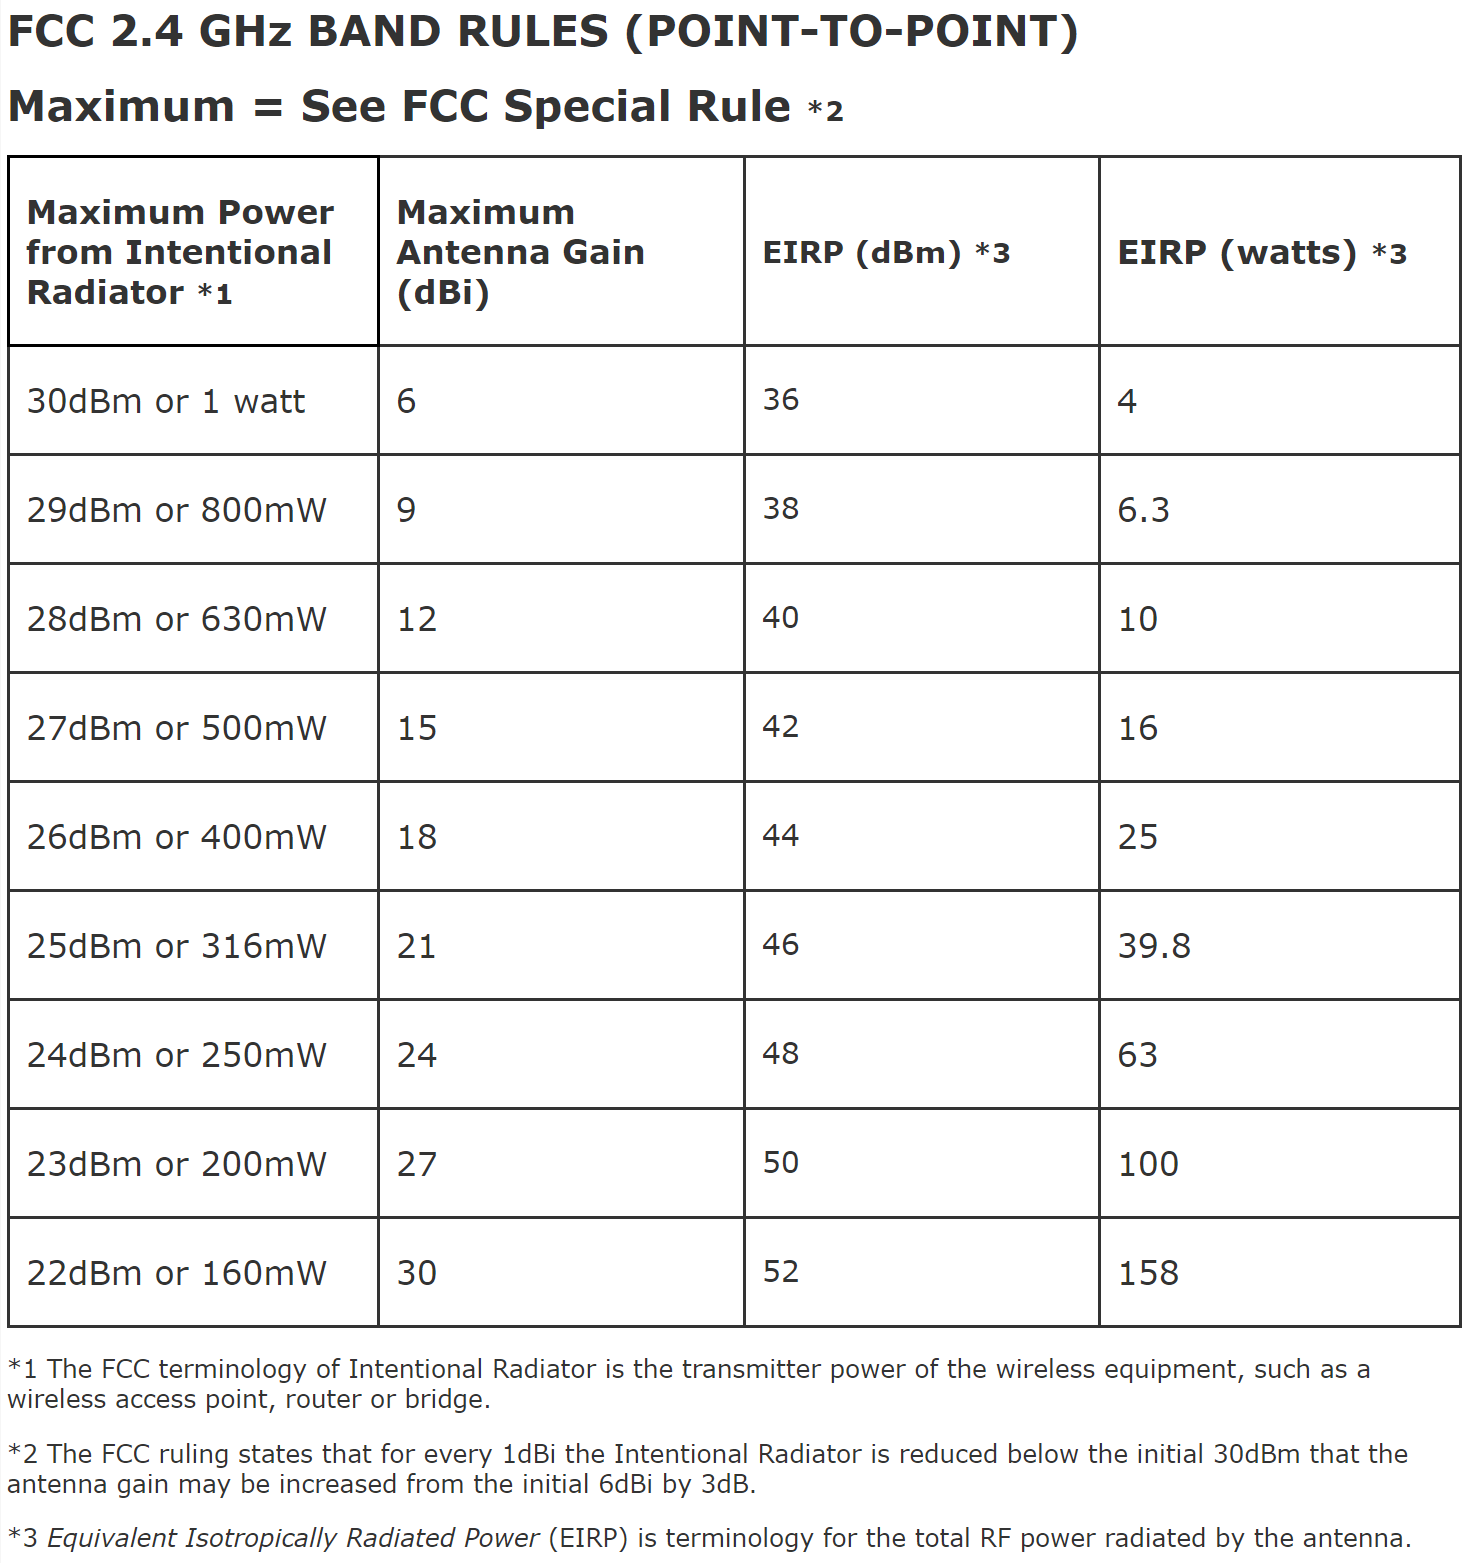 FCC 2.4 GHz BAND RULES (POINT-TO-POINT)
Maximum = See FCC Special Rule *2
Maximum Power
from Intentional
Radiator *1
Maximum
Antenna Gain
(dBi)
EIRP (dBm) *3
EIRP (watts) *3
30dBm or 1 watt
6
36
4
29dBm or 800mW
9
38
6.3
28dBm or 630mW
12
40
10
27dBm or 500mW
15
42
16
26dBm or 400mW
18
44
25
25dBm or 316mW
21
46
39.8
24dBm or 250mW
24
48
63
23dBm or 200mW
27
50
100
22dBm or 160mW
30
52
158
*1 The FCC terminology of Intentional Radiator is the transmitter power of the wireless equipment, such as a
wireless access point, router or bridge.
*2 The FCC ruling states that for every 1dBi the Intentional Radiator is reduced below the initial 30dBm that the
antenna gain may be increased from the initial 6dBi by 3dB.
*3 Equivalent Isotropically Radiated Power (EIRP) is terminology for the total RF power radiated by the antenna.